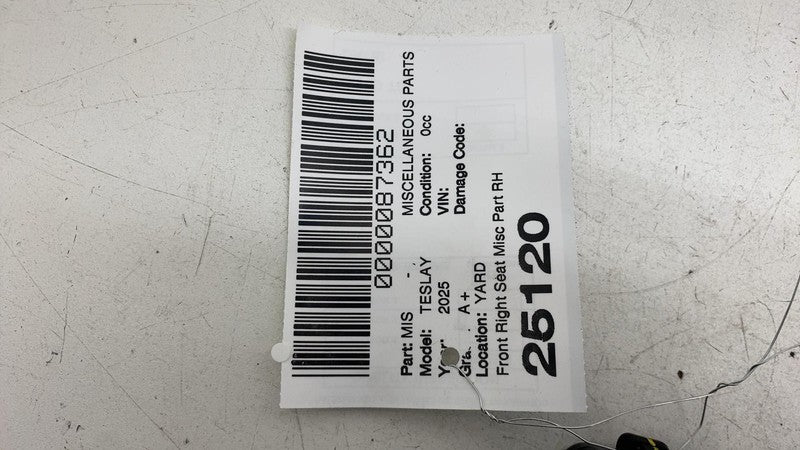 0000087362
Part: MIS - MISCELLANEOUS PARTS
Model: TESLAY Condition: 0cc
2025 VIN:
A+ Damage Code:
Location: YARD
Front Right Seat Misc Part RH
25120